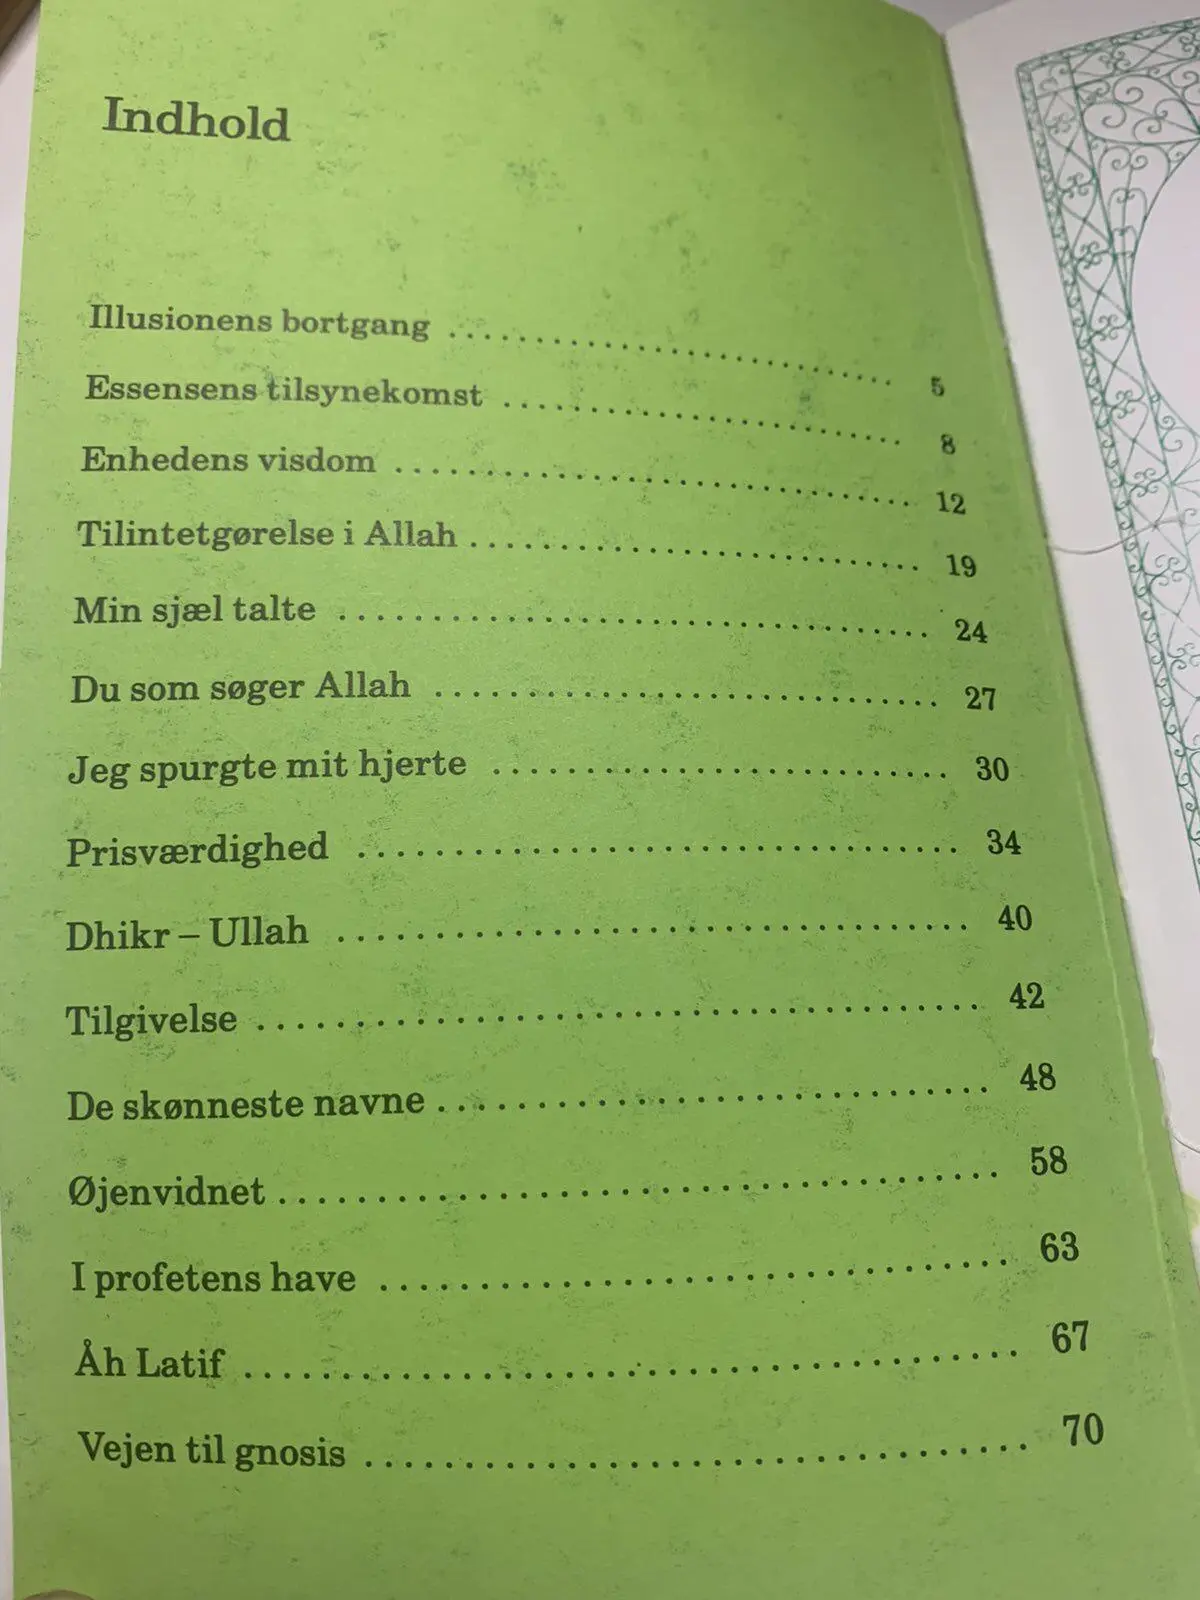 Indhold
Illusionens bortgang .............................. 5
Essensens tilsynekomst ........................... 8
Enhedens visdom ................................. 12
Tilintetgørelse i Allah ............................ 19
Min sjæl talte .................................. 24
Du som søger Allah .............................. 27
Jeg spurgte mit hjerte ........................... 30
Prisværdighed .................................. 34
Dhikr – Ullah .................................. 40
Tilgivelse ...................................... 42
De skønneste navne .............................. 48
Øjenvidnet ..................................... 58
I profetens have ................................. 63
Åh Latif ........................................ 67
Vejen til gnosis ................................. 70